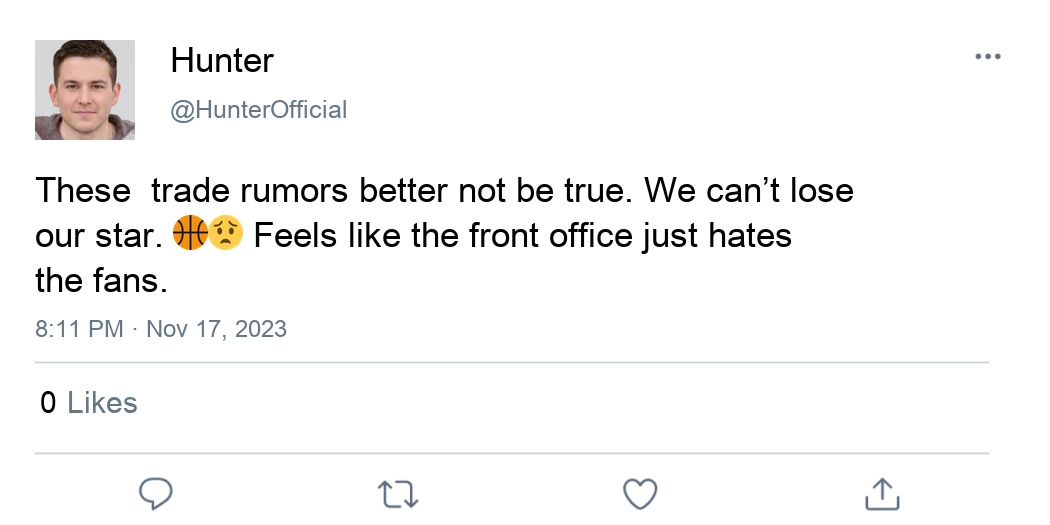 Hunter
@HunterOfficial
These  trade rumors better not be true. We can’t lose
our star. 🏀😟 Feels like the front office just hates
the fans.
8:11 PM · Nov 17, 2023
0 Likes